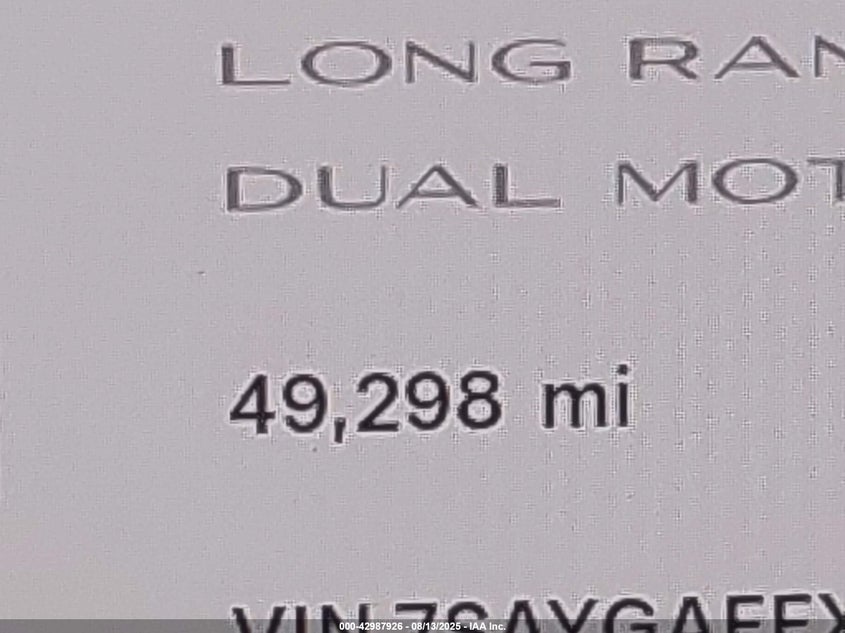 LONG RAN
DUAL MOT
49,298 mi
000-42987926 - 08/13/2025 - IAA Inc.